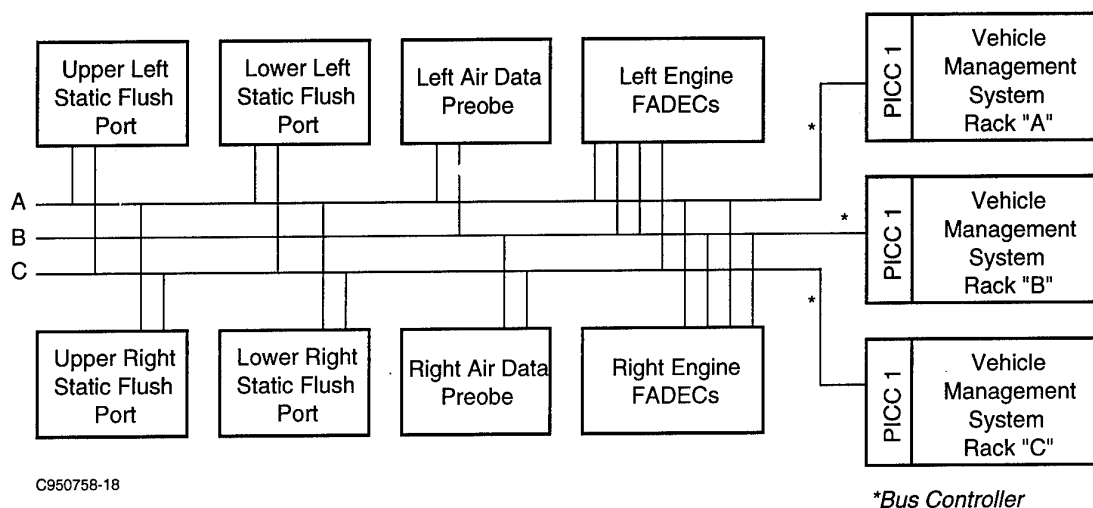 Upper Left
Static Flush
Port
Lower Left
Static Flush
Port
Left Air Data
Preobe
Left Engine
FADECs
PICC 1
Vehicle
Management
System
Rack "A"
*
A
B
C
*
*
PICC 1
Vehicle
Management
System
Rack "B"
Upper Right
Static Flush
Port
Lower Right
Static Flush
Port
Right Air Data
Preobe
Right Engine
FADECs
PICC 1
Vehicle
Management
System
Rack "C"
C950758-18
*Bus Controller